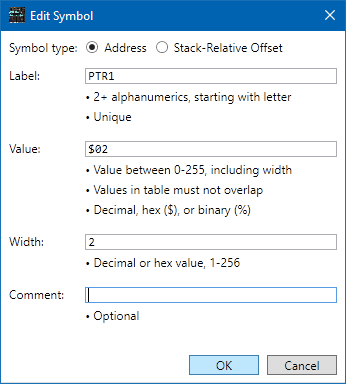 Edit Symbol
Symbol type: Address Stack-Relative Offset
Label: PTR1
• 2+ alphanumerics, starting with letter
• Unique
Value: $02
• Value between 0-255, including width
• Values in table must not overlap
• Decimal, hex ($), or binary (%)
Width: 2
• Decimal or hex value, 1-256
Comment:
• Optional
OK Cancel